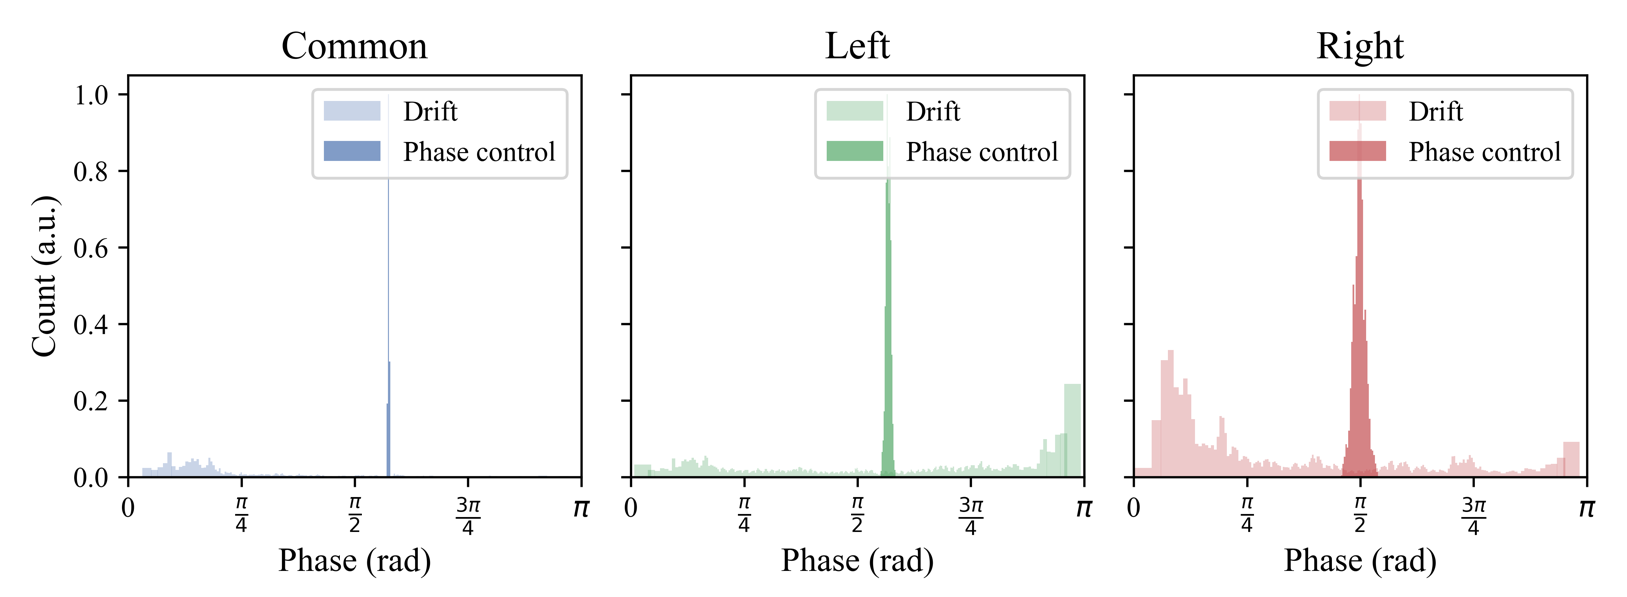 Common
Left
Right
Count (a.u.)
1.0
0.8
0.6
0.4
0.2
0.0
Drift
Phase control
Drift
Phase control
Drift
Phase control
0 π/4 π/2 3π/4 π
0 π/4 π/2 3π/4 π
0 π/4 π/2 3π/4 π
Phase (rad)
Phase (rad)
Phase (rad)